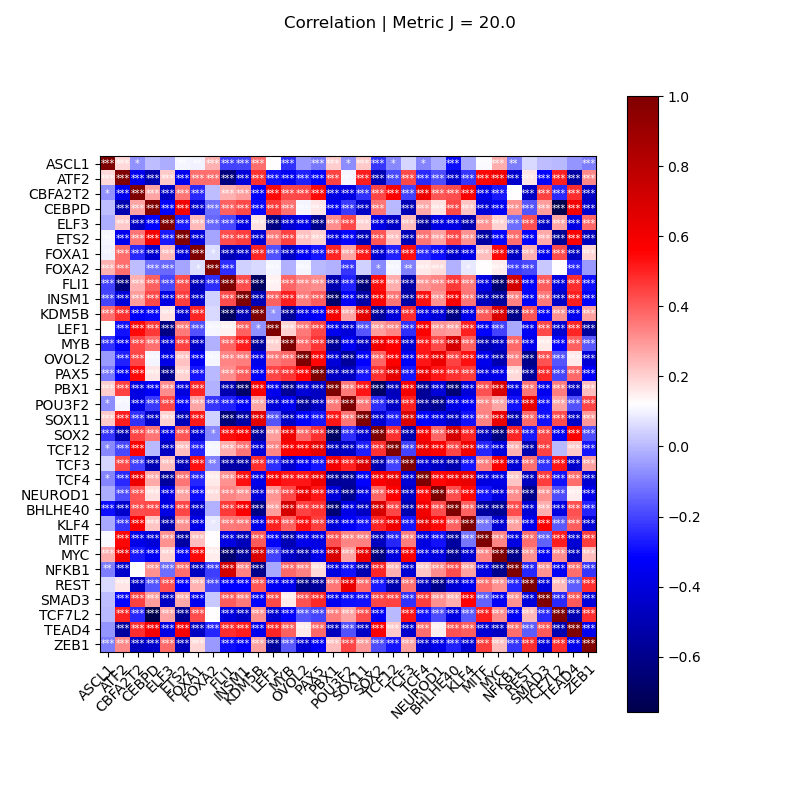 Correlation | Metric J = 20.0
ASCL1
ATF2
CBFA2T2
CEBPD
ELF3
ETS2
FOXA1
FOXA2
FLI1
INSM1
KDM5B
LEF1
MYB
OVOL2
PAX5
PBX1
POU3F2
SOX11
SOX2
TCF12
TCF3
TCF4
NEUROD1
BHLHE40
KLF4
MITF
MYC
NFKB1
REST
SMAD3
TCF7L2
TEAD4
ZEB1
ASCL1
ATF2
CBFA2T2
CEBPD
ELF3
ETS2
FOXA1
FOXA2
FLI1
INSM1
KDM5B
LEF1
MYB
OVOL2
PAX5
PBX1
POU3F2
SOX11
SOX2
TCF12
TCF3
TCF4
NEUROD1
BHLHE40
KLF4
MITF
MYC
NFKB1
REST
SMAD3
TCF7L2
TEAD4
ZEB1
1.0
0.8
0.6
0.4
0.2
0.0
−0.2
−0.4
−0.6